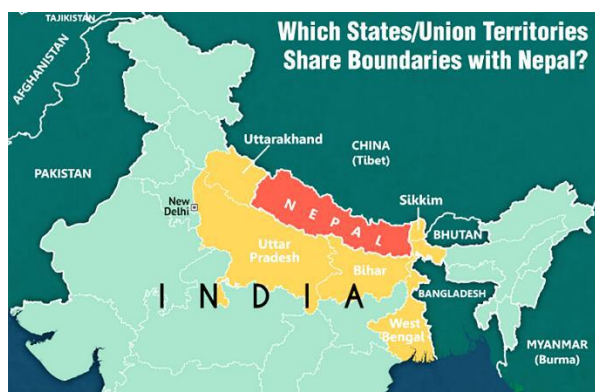 Which States/Union Territories
Share Boundaries with Nepal?
TAJIKISTAN
AFGHANISTAN
PAKISTAN
Uttarakhand
CHINA
(Tibet)
New
Delhi
NEPAL
Sikkim
BHUTAN
Uttar
Pradesh
Bihar
INDIA
BANGLADESH
West
Bengal
MYANMAR
(Burma)